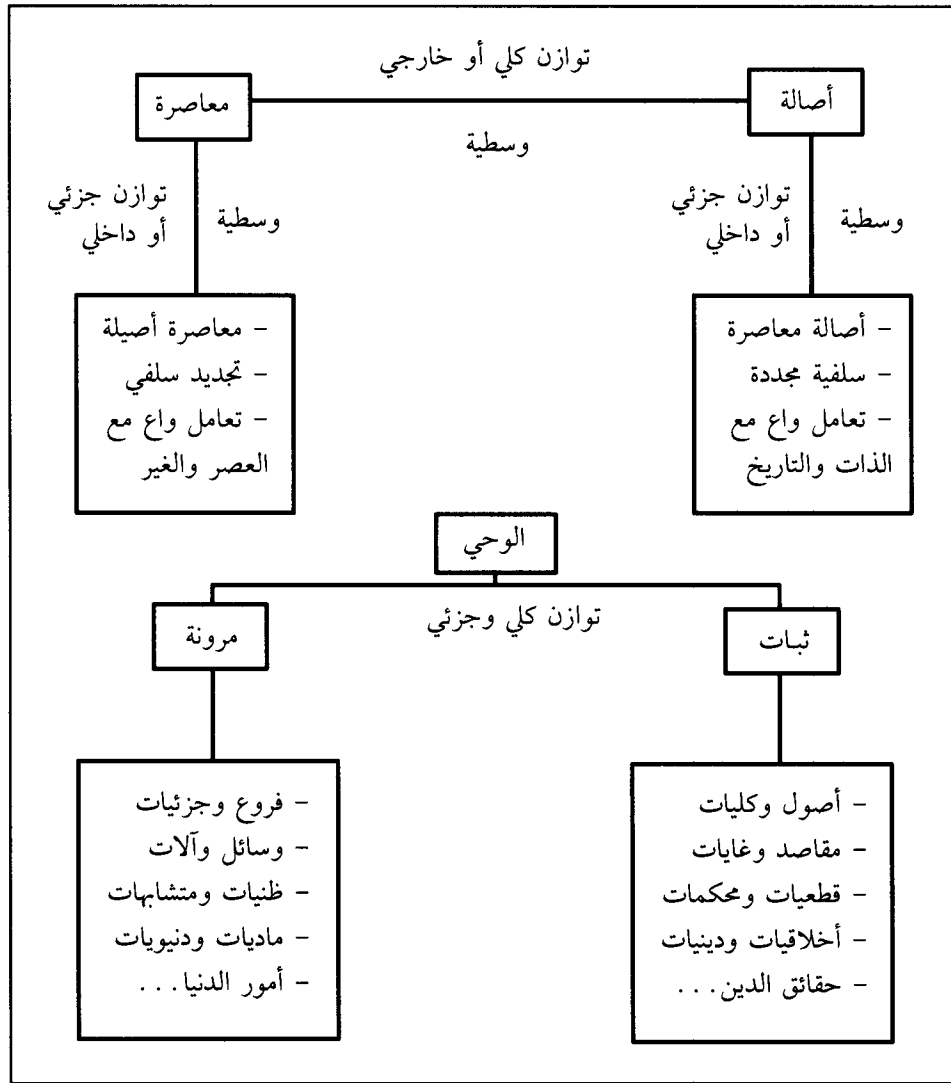 توازن كلي أو خارجي
أصالة
معاصرة
وسطية
وسطية
توازن جزئي
أو داخلي
وسطية
توازن جزئي
أو داخلي
– أصالة معاصرة
– سلفية مجددة
– تعامل واع مع
الذات والتاريخ
– معاصرة أصيلة
– تجديد سلفي
– تعامل واع مع
العصر والغير
الوحي
توازن كلي وجزئي
ثبات
مرونة
– أصول وكليات
– مقاصد وغايات
– قطعيات ومحكمات
– أخلاقيات ودينيات
– حقائق الدين...
– فروع وجزئيات
– وسائل وآلات
– ظنيات ومتشابهات
– ماديات ودنيويات
– أمور الدنيا...